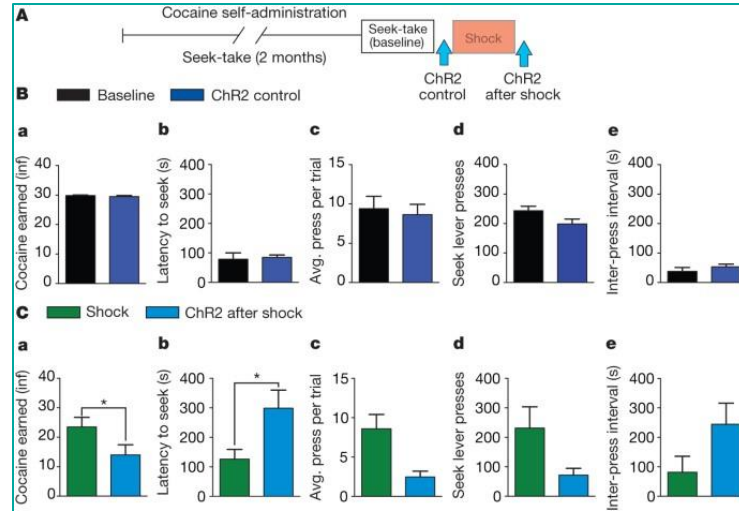 A
Cocaine self-administration
Seek-take (2 months)
Seek-take
(baseline)
Shock
ChR2
control
ChR2
after shock
B
Baseline
ChR2 control
a
Cocaine earned (inf)
40
30
20
10
0
b
Latency to seek (s)
400
300
200
100
0
c
Avg. press per trial
15
10
5
0
d
Seek lever presses
400
300
200
100
0
e
Inter-press interval (s)
400
300
200
100
0
C
Shock
ChR2 after shock
a
Cocaine earned (inf)
40
30
20
10
0
*
b
Latency to seek (s)
400
300
200
100
0
*
c
Avg. press per trial
15
10
5
0
d
Seek lever presses
400
300
200
100
0
e
Inter-press interval (s)
400
300
200
100
0